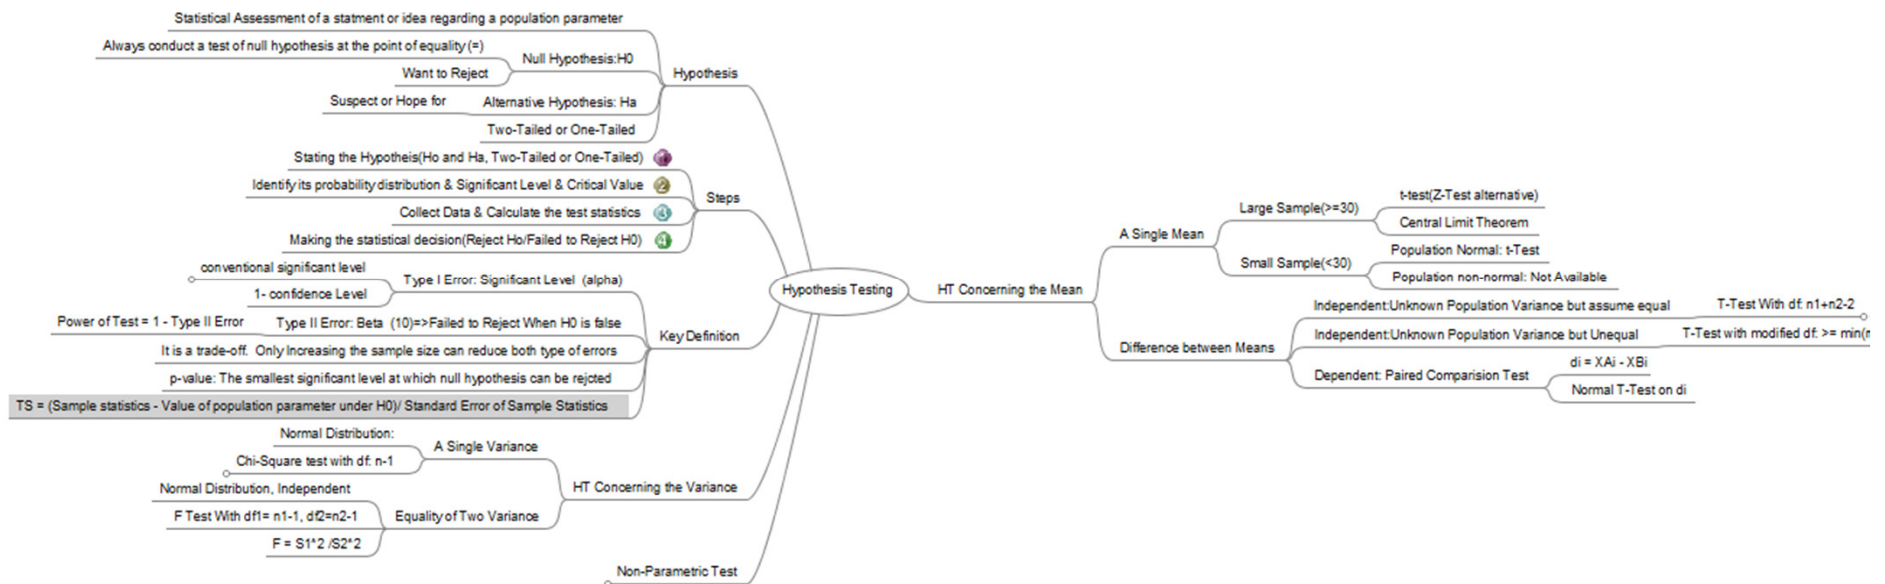 Statistical Assessment of a statment or idea regarding a population parameter
Always conduct a test of null hypothesis at the point of equality (=)
Null Hypothesis:H0
Want to Reject
Hypothesis
Suspect or Hope for
Alternative Hypothesis: Ha
Two-Tailed or One-Tailed
Stating the Hypotheis(Ho and Ha, Two-Tailed or One-Tailed)
Identify its probability distribution & Significant Level & Critical Value
2
Steps
Collect Data & Calculate the test statistics
3
Making the statistical decision(Reject Ho/Failed to Reject H0)
4
conventional significant level
Type I Error: Significant Level (alpha)
1- confidence Level
Power of Test = 1 - Type II Error
Type II Error: Beta (10)=>Failed to Reject When H0 is false
Key Definition
It is a trade-off. Only Increasing the sample size can reduce both type of errors
p-value: The smallest significant level at which null hypothesis can be rejcted
TS = (Sample statistics - Value of population parameter under H0)/ Standard Error of Sample Statistics
Normal Distribution:
A Single Variance
Chi-Square test with df: n-1
HT Concerning the Variance
Normal Distribution, Independent
F Test With df1= n1-1, df2=n2-1
Equality of Two Variance
F = S1^2 /S2^2
Non-Parametric Test
Hypothesis Testing
HT Concerning the Mean
A Single Mean
Large Sample(>=30)
t-test(Z-Test alternative)
Central Limit Theorem
Small Sample(<30)
Population Normal: t-Test
Population non-normal: Not Available
Difference between Means
Independent:Unknown Population Variance but assume equal
T-Test With df: n1+n2-2
Independent:Unknown Population Variance but Unequal
T-Test with modified df: >= min(
Dependent: Paired Comparision Test
di = XAi - XBi
Normal T-Test on di